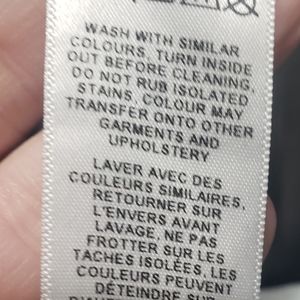 WASH WITH SIMILAR
COLOURS, TURN INSIDE
OUT BEFORE CLEANING,
DO NOT RUB ISOLATED
STAINS, COLOUR MAY
TRANSFER ONTO OTHER
GARMENTS AND
UPHOLSTERY
LAVER AVEC DES
COULEURS SIMILAIRES,
RETOURNER SUR
L'ENVERS AVANT
LAVAGE, NE PAS
FROTTER SUR LES
TACHES ISOLÉES, LES
COULEURS PEUVENT
DÉTEINDRE SUR